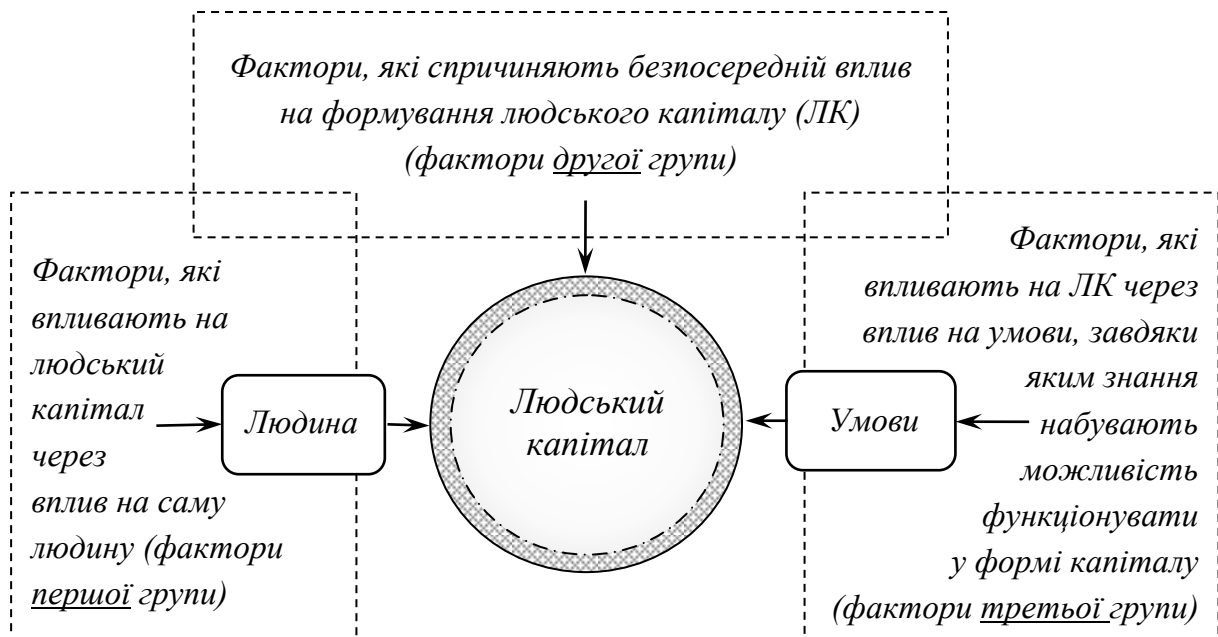 Фактори, які спричиняють безпосередній вплив
на формування людського капіталу (ЛК)
(фактори другої групи)
Фактори, які
впливають на
людський
капітал
через
вплив на саму
людину (фактори
першої групи)
Людина
Людський
капітал
Умови
Фактори, які
впливають на ЛК через
вплив на умови, завдяки
яким знання
набувають
можливість
функціонувати
у формі капіталу
(фактори третьої групи)